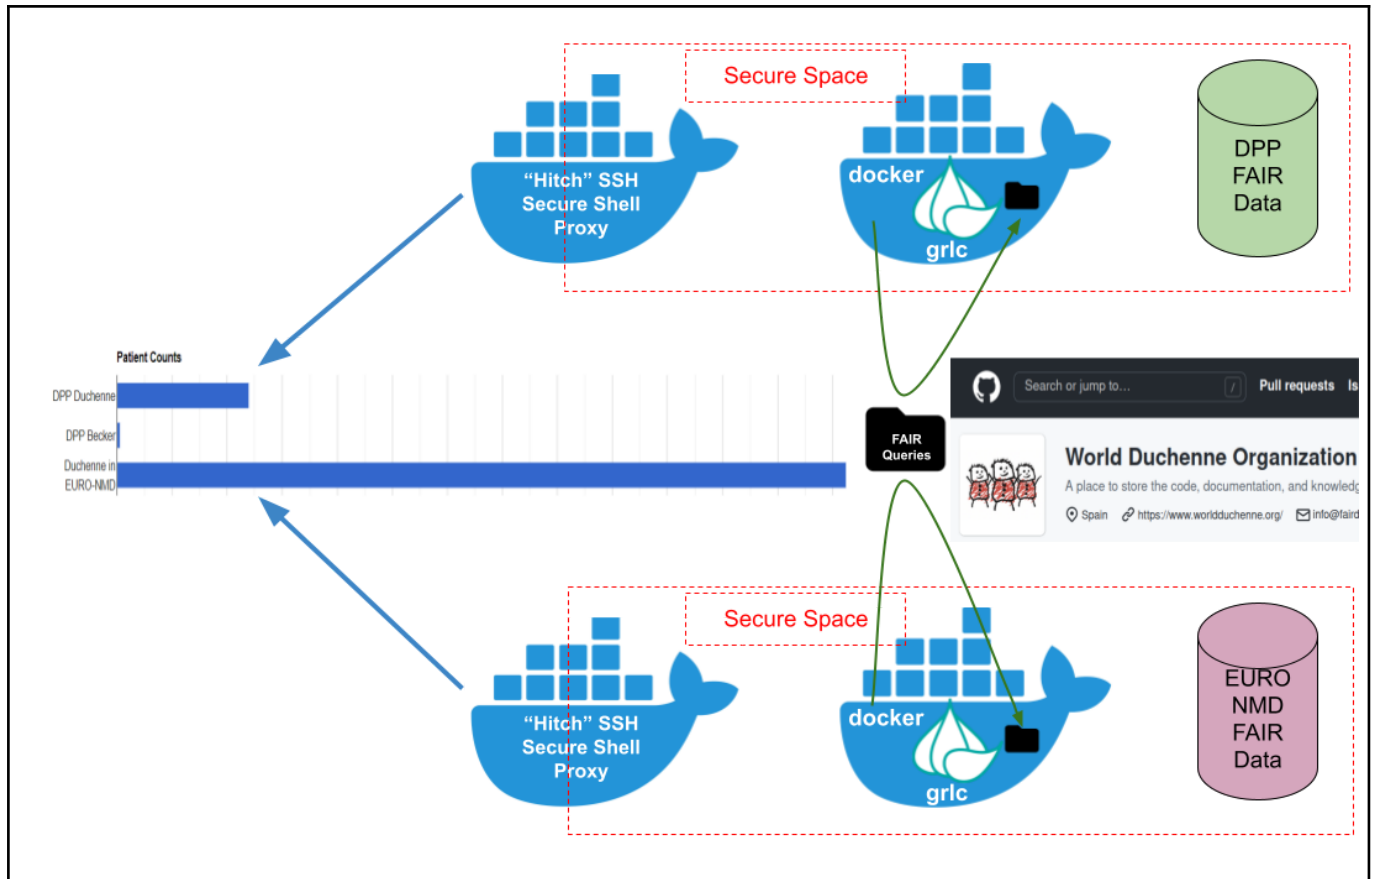 Secure Space
"Hitch" SSH
Secure Shell
Proxy
docker
grlc
DPP
FAIR
Data
Patient Counts
DPP Duchenne
DPP Becker
Duchenne in
EURO-NMD
FAIR
Queries
Search or jump to...
/
Pull requests
Is
World Duchenne Organization
A place to store the code, documentation, and knowledg
Spain
https://www.worldduchenne.org/
info@faird
Secure Space
"Hitch" SSH
Secure Shell
Proxy
docker
grlc
EURO
NMD
FAIR
Data